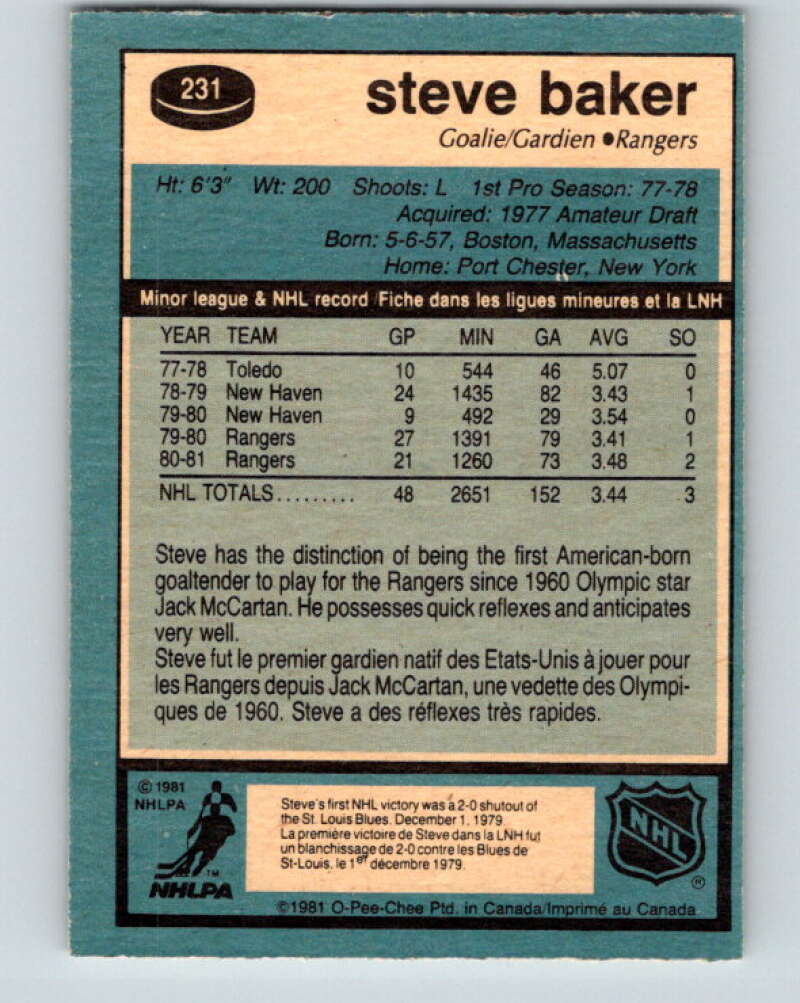 231
steve baker
Goalie/Gardien •Rangers
Ht: 6'3" Wt: 200 Shoots: L 1st Pro Season: 77-78
Acquired: 1977 Amateur Draft
Born: 5-6-57, Boston, Massachusetts
Home: Port Chester, New York
Minor league & NHL record/Fiche dans les ligues mineures et la LNH
YEAR TEAM GP MIN GA AVG SO
77-78 Toledo 10 544 46 5.07 0
78-79 New Haven 24 1435 82 3.43 1
79-80 New Haven 9 492 29 3.54 0
79-80 Rangers 27 1391 79 3.41 1
80-81 Rangers 21 1260 73 3.48 2
NHL TOTALS......... 48 2651 152 3.44 3
Steve has the distinction of being the first American-born
goaltender to play for the Rangers since 1960 Olympic star
Jack McCartan. He possesses quick reflexes and anticipates
very well.
Steve fut le premier gardien natif des Etats-Unis à jouer pour
les Rangers depuis Jack McCartan, une vedette des Olympi-
ques de 1960. Steve a des réflexes très rapides.
© 1981
NHLPA
TM
NHLPA
Steve's first NHL victory was a 2-0 shutout of
the St. Louis Blues. December 1, 1979.
La première victoire de Steve dans la LNH fut
un blanchissage de 2-0 contre les Blues de
St-Louis, le 1er décembre 1979.
NHL
®
©1981 O-Pee-Chee Ptd. in Canada/Imprimé au Canada